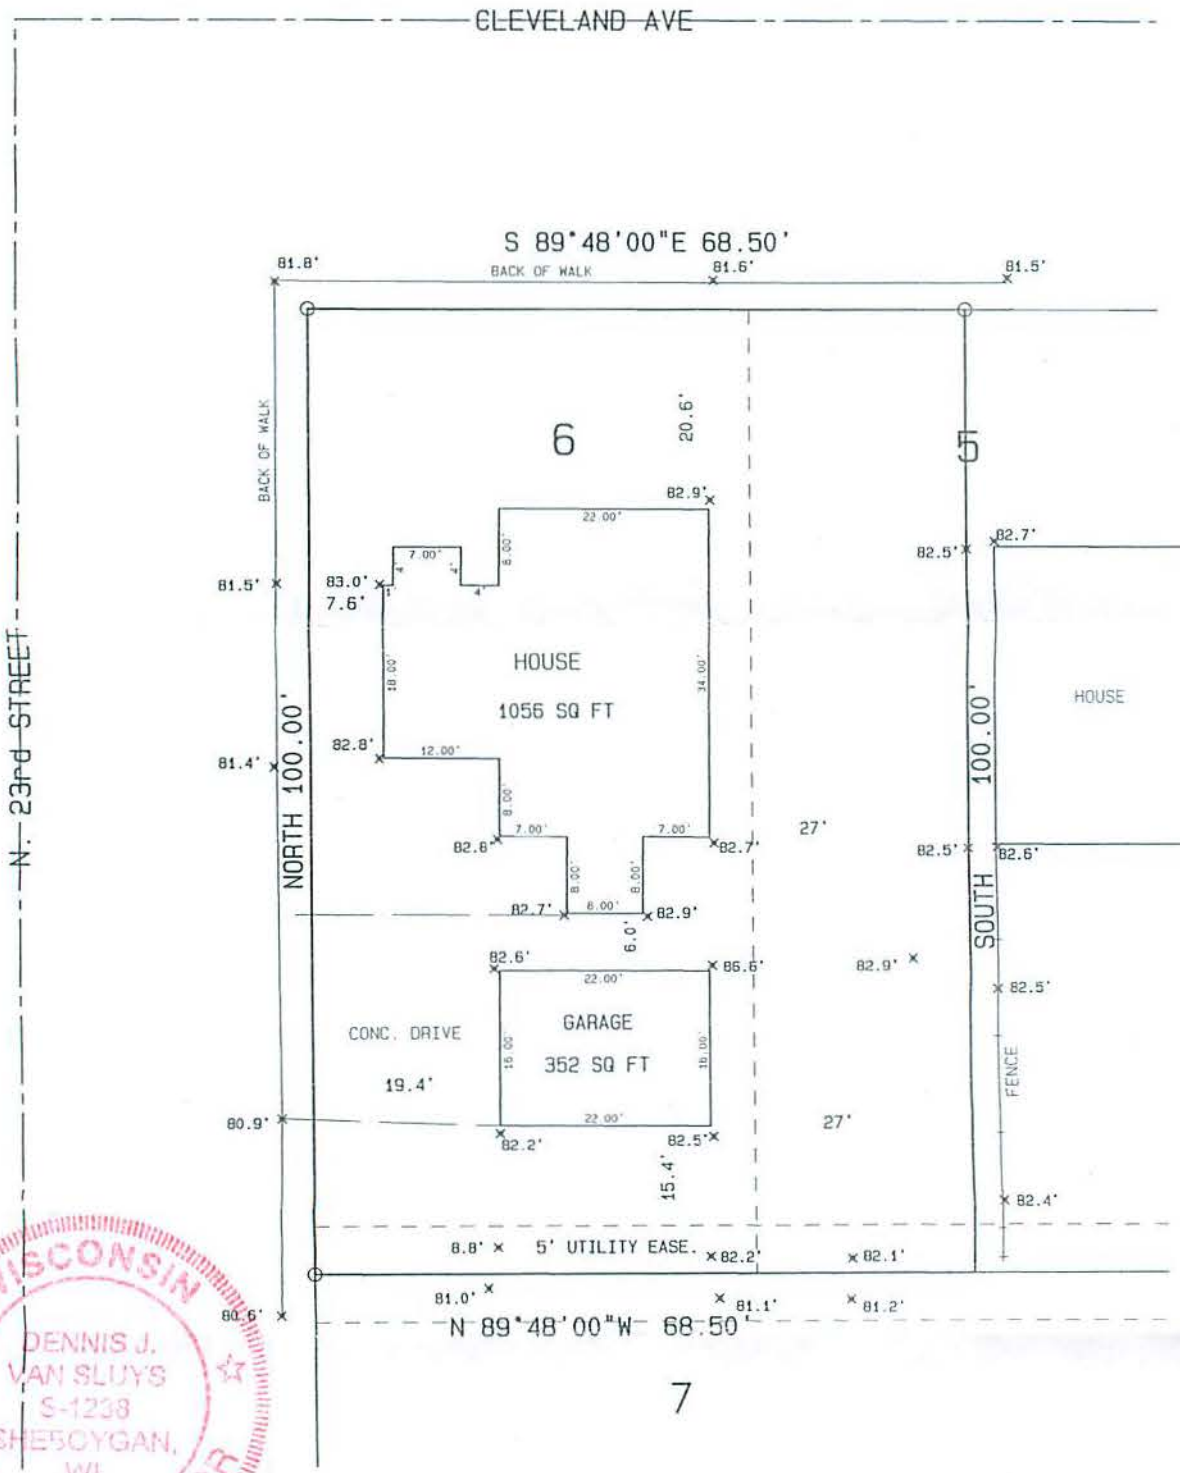 CLEVELAND AVE
S 89°48'00"E 68.50'
81.8'
BACK OF WALK
81.6'
81.5'
BACK OF WALK
6
20.6'
5
82.9'
22.00'
8.00'
7.00'
4'
4'
1'
4'
81.5'
83.0'
7.6'
82.5'
82.7'
N. 23rd STREET
NORTH 100.00'
18.00'
HOUSE
1056 SQ FT
34.00'
SOUTH 100.00'
HOUSE
81.4'
82.8'
12.00'
8.00'
7.00'
7.00'
27'
82.8'
82.7'
82.5'
82.6'
8.00'
8.00'
82.7'
8.00'
82.9'
6.0'
82.6'
86.6'
82.9'
22.00'
82.5'
CONC. DRIVE
19.4'
16.00'
GARAGE
352 SQ FT
16.00'
FENCE
80.9'
22.00'
27'
82.2'
82.5'
15.4'
82.4'
8.8'
5' UTILITY EASE.
82.2'
82.1'
81.0'
81.1'
81.2'
80.6'
N 89°48'00"W 68.50'
7
WISCONSIN
DENNIS J.
VAN SLUYS
S-1238
SHEBOYGAN,
WI